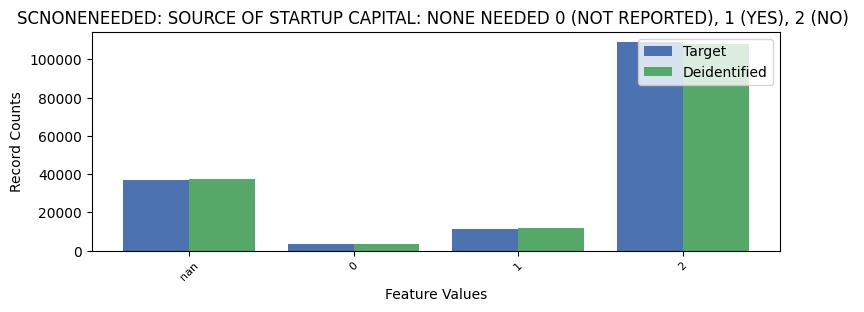 SCNONENEEDED: SOURCE OF STARTUP CAPITAL: NONE NEEDED 0 (NOT REPORTED), 1 (YES), 2 (NO)
Target
Deidentified
Record Counts
100000
80000
60000
40000
20000
0
nan
0
1
2
Feature Values